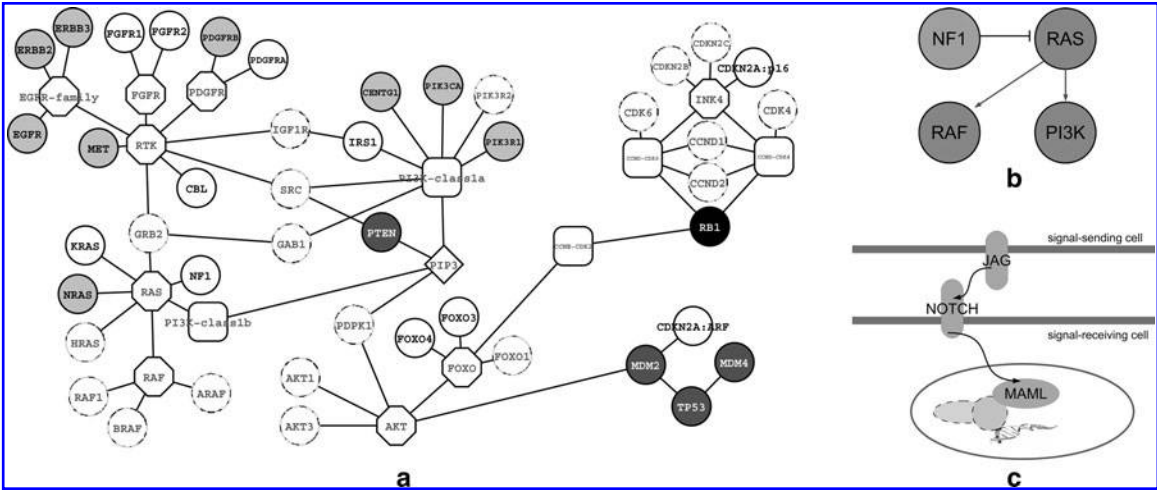 ERBB2
ERBB3
FGFR1
FGFR2
PDGFRB
PDGFRA
EGFR-family
FGFR
PDGFR
EGFR
MET
RTK
IGF1R
IRS1
CBL
SRC
CENTG1
PIK3CA
PIK3R2
PIK3R1
PI3K-class1a
GRB2
GAB1
PTEN
PIP3
KRAS
NF1
NRAS
RAS
PI3K-class1b
HRAS
RAF
RAF1
BRAF
ARAF
PDPK1
FOXO3
FOXO4
FOXO
FOXO1
AKT1
AKT3
AKT
CDKN2C
CDKN2B
CDKN2A:p16
INK4
CDK6
CDK4
CCND1
CCND2
RB1
CDKN2A:ARF
MDM2
MDM4
TP53
a
NF1
RAS
RAF
PI3K
b
signal-sending cell
JAG
NOTCH
signal-receiving cell
MAML
c